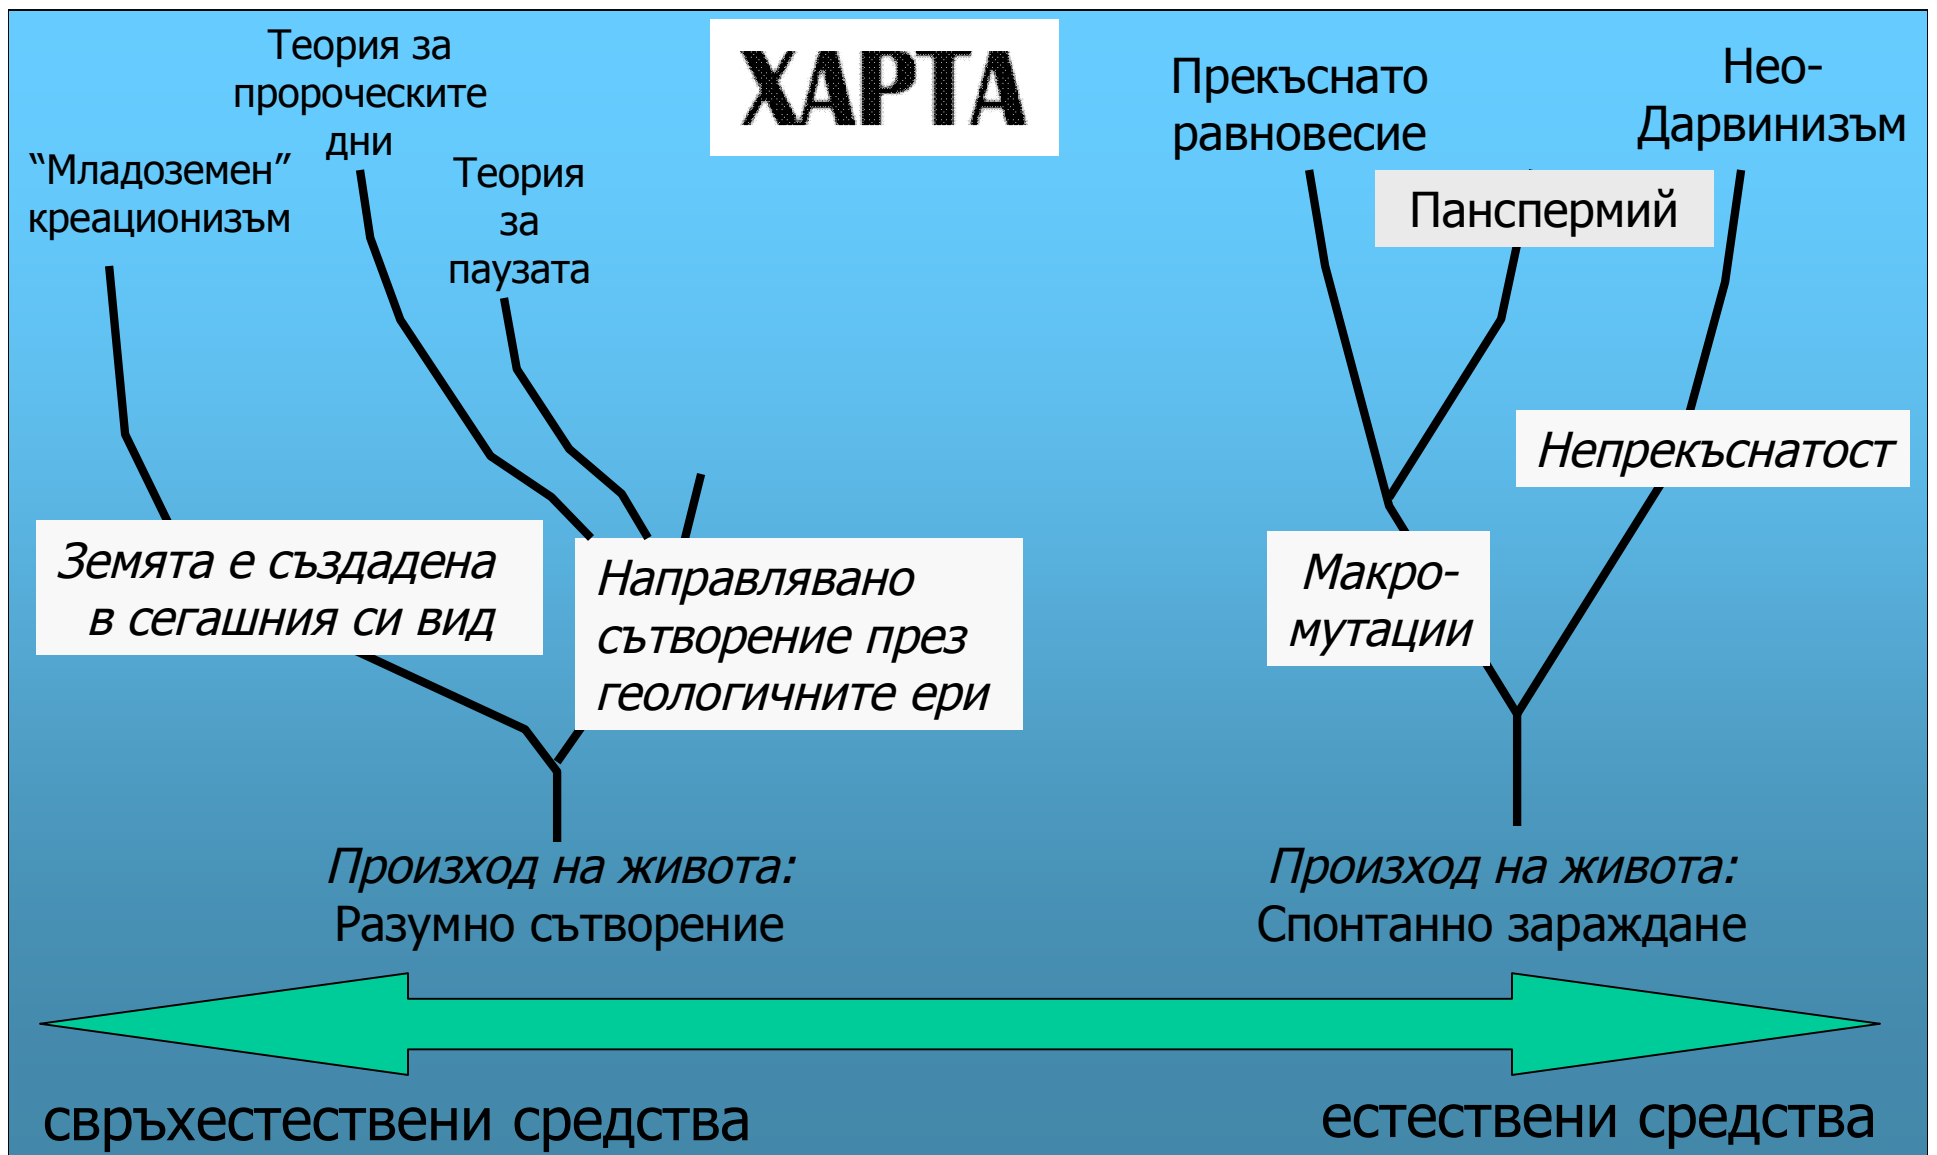 ХАРТА
Теория за
пророческите
дни
“Младоземен”
креационизъм
Теория
за
паузата
Прекъснато
равновесие
Нео-
Дарвинизъм
Панспермий
Непрекъснатост
Земята е създадена
в сегашния си вид
Направлявано
сътворение през
геологичните ери
Макро-
мутации
Произход на живота:
Разумно сътворение
Произход на живота:
Спонтанно зараждане
свръхестествени средства
естествени средства